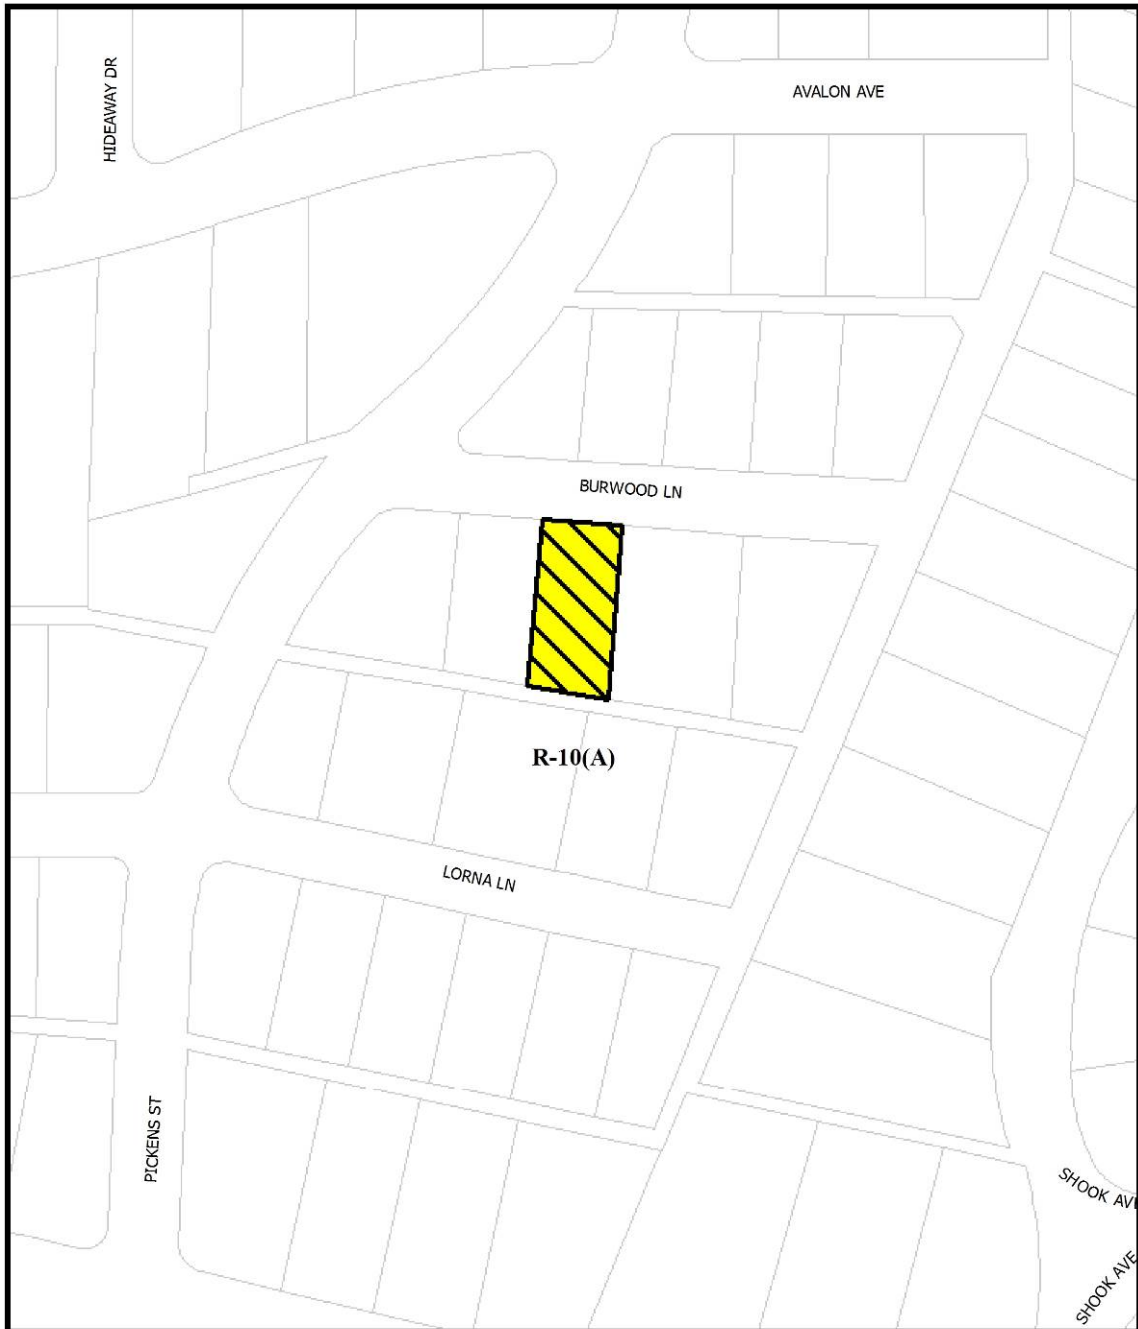 HIDEAWAY DR
AVALON AVE
BURWOOD LN
R-10(A)
LORNA LN
PICKENS ST
SHOOK AVE
SHOOK AVE